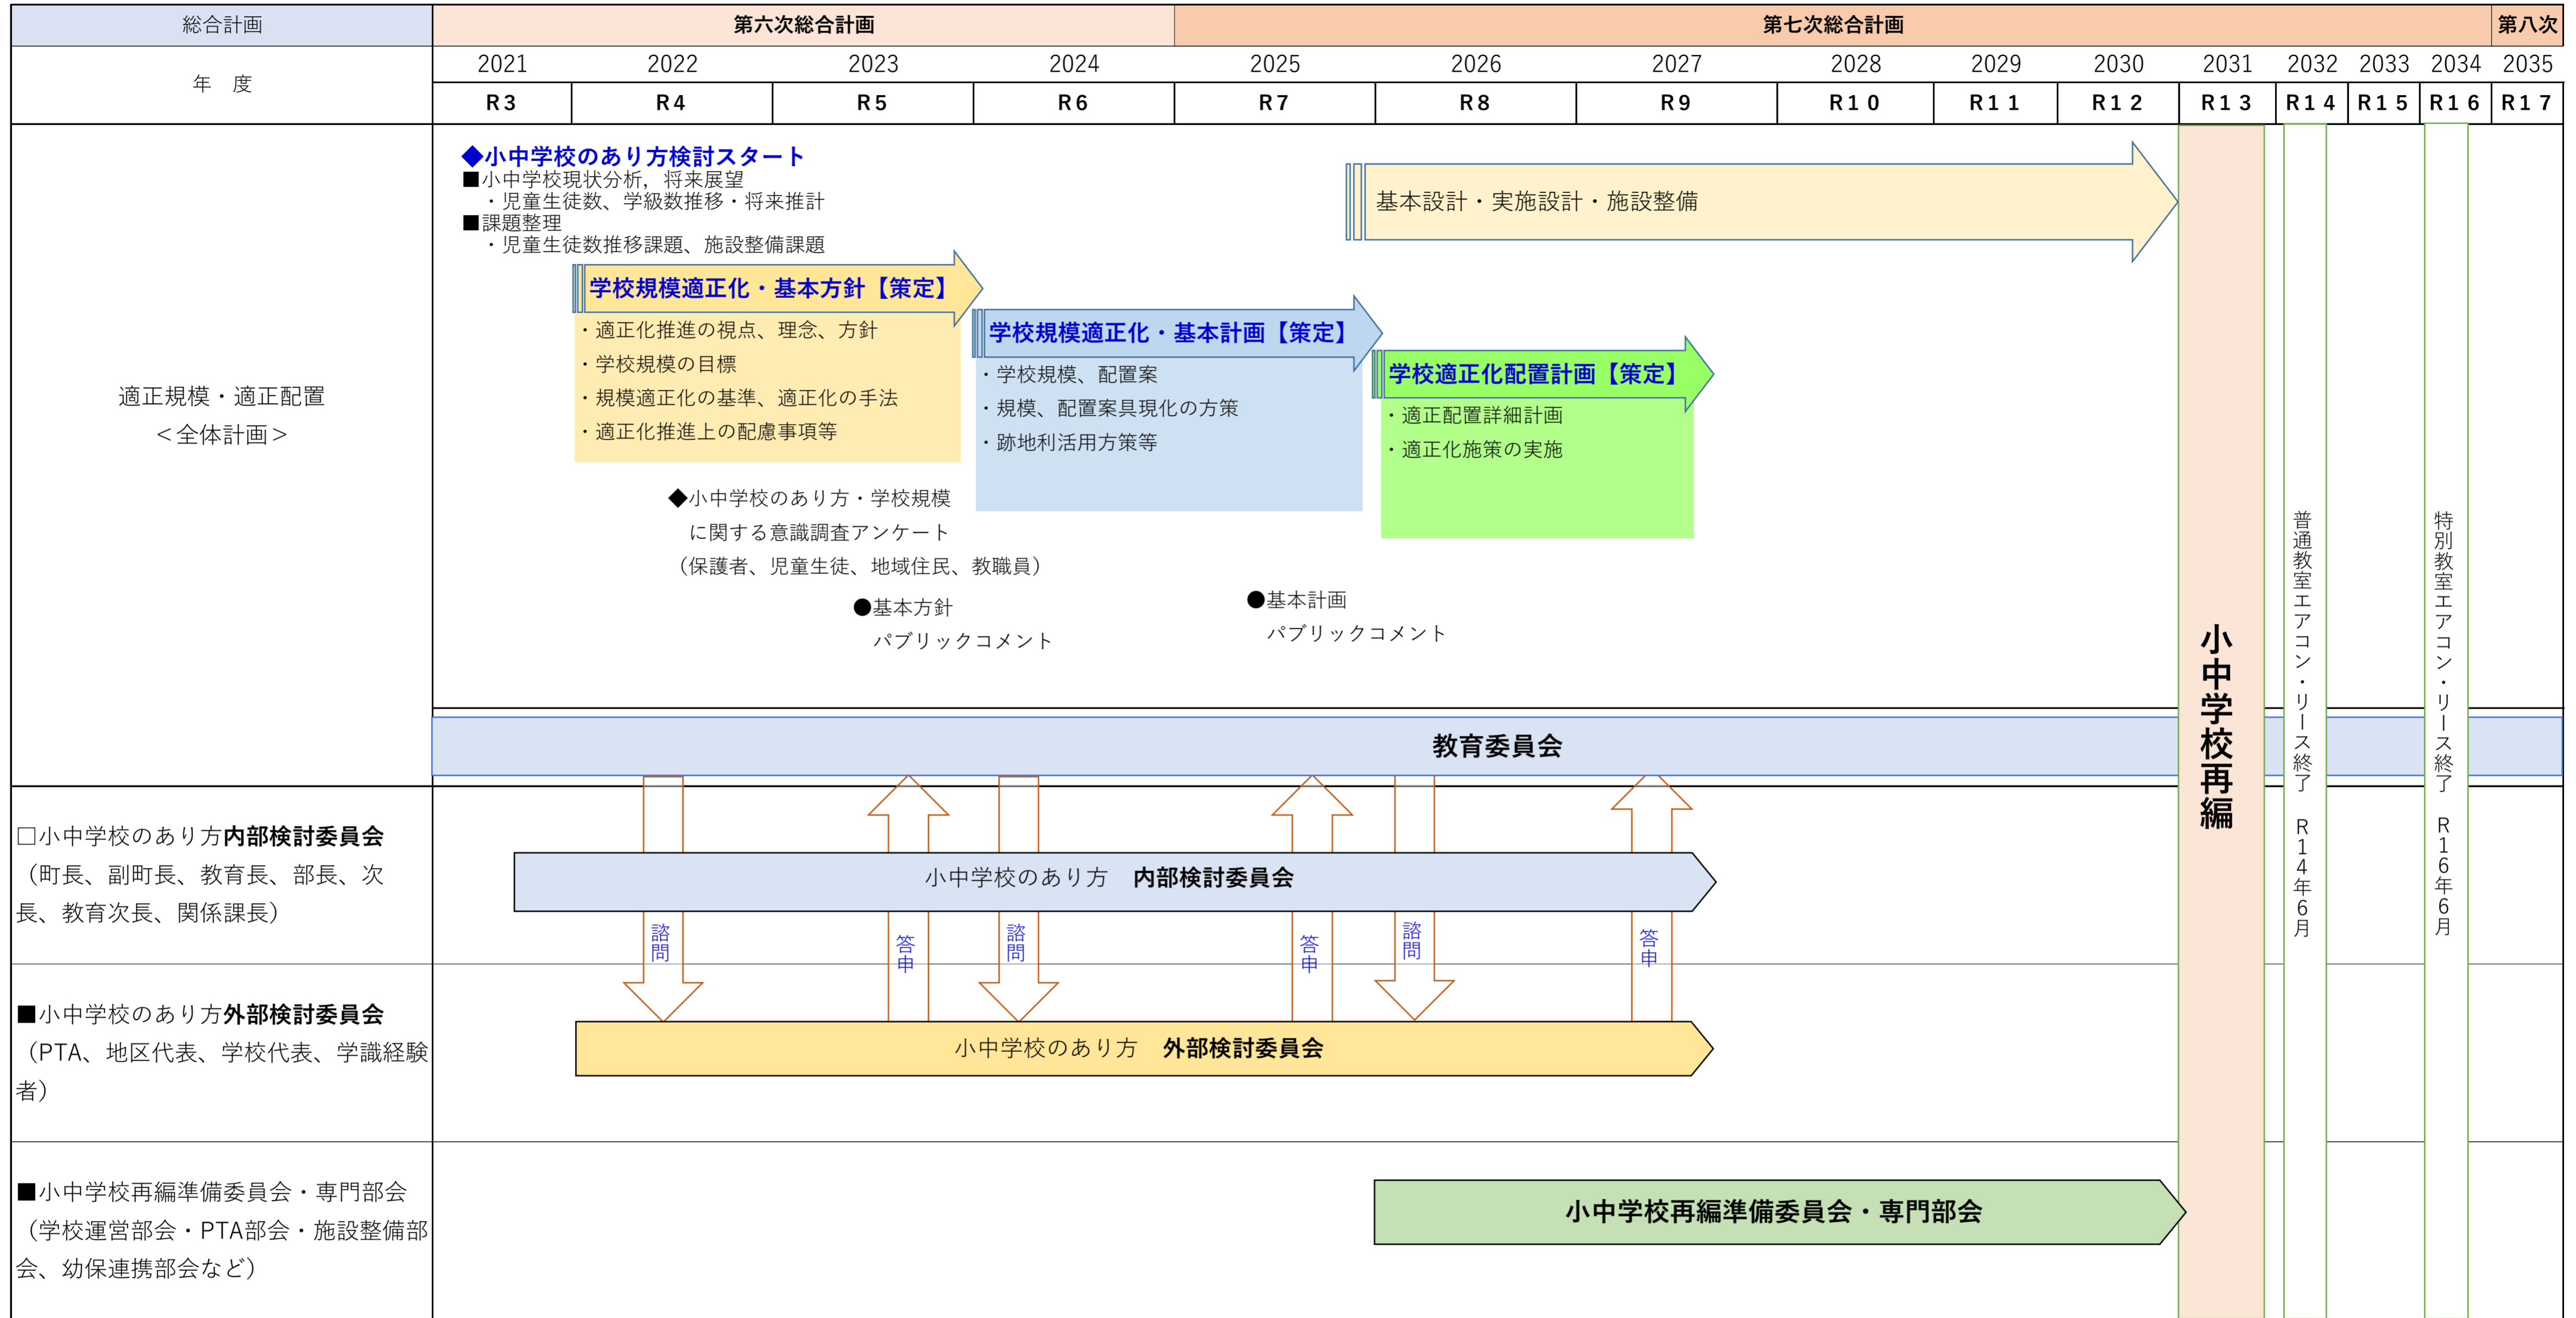 総合計画
第六次総合計画
第七次総合計画
第八次
年　度
2021
2022
2023
2024
2025
2026
2027
2028
2029
2030
2031
2032
2033
2034
2035
R3
R4
R5
R6
R7
R8
R9
R10
R11
R12
R13
R14
R15
R16
R17
適正規模・適正配置
＜全体計画＞
◆小中学校のあり方検討スタート
■小中学校現状分析，将来展望
・児童生徒数、学級数推移・将来推計
■課題整理
・児童生徒数推移課題、施設整備課題
基本設計・実施設計・施設整備
学校規模適正化・基本方針【策定】
・適正化推進の視点、理念、方針
・学校規模の目標
・規模適正化の基準、適正化の手法
・適正化推進上の配慮事項等
学校規模適正化・基本計画【策定】
・学校規模、配置案
・規模、配置案具現化の方策
・跡地利活用方策等
学校適正化配置計画【策定】
・適正配置詳細計画
・適正化施策の実施
◆小中学校のあり方・学校規模
に関する意識調査アンケート
（保護者、児童生徒、地域住民、教職員）
●基本方針
パブリックコメント
●基本計画
パブリックコメント
小中学校再編
普通教室エアコン・リース終了　R14年6月
特別教室エアコン・リース終了　R16年6月
教育委員会
□小中学校のあり方内部検討委員会
（町長、副町長、教育長、部長、次
長、教育次長、関係課長）
小中学校のあり方　内部検討委員会
諮問
答申
諮問
答申
諮問
答申
■小中学校のあり方外部検討委員会
（PTA、地区代表、学校代表、学識経験
者）
小中学校のあり方　外部検討委員会
■小中学校再編準備委員会・専門部会
（学校運営部会・PTA部会・施設整備部
会、幼保連携部会など）
小中学校再編準備委員会・専門部会